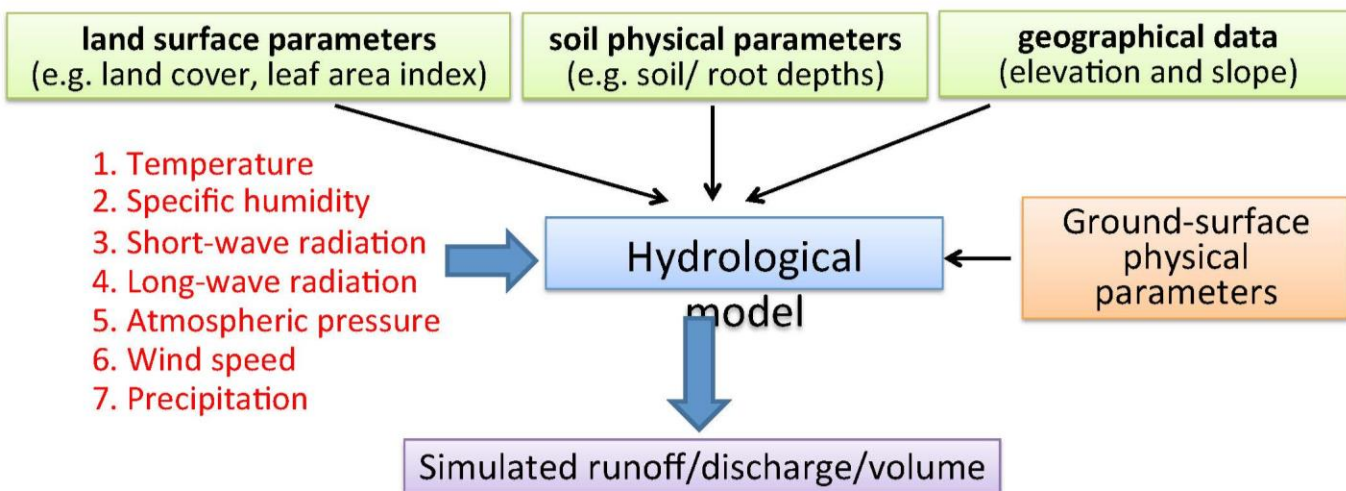 land surface parameters
(e.g. land cover, leaf area index)
soil physical parameters
(e.g. soil/ root depths)
geographical data
(elevation and slope)
1. Temperature
2. Specific humidity
3. Short-wave radiation
4. Long-wave radiation
5. Atmospheric pressure
6. Wind speed
7. Precipitation
Hydrological
model
Ground-surface
physical
parameters
Simulated runoff/discharge/volume